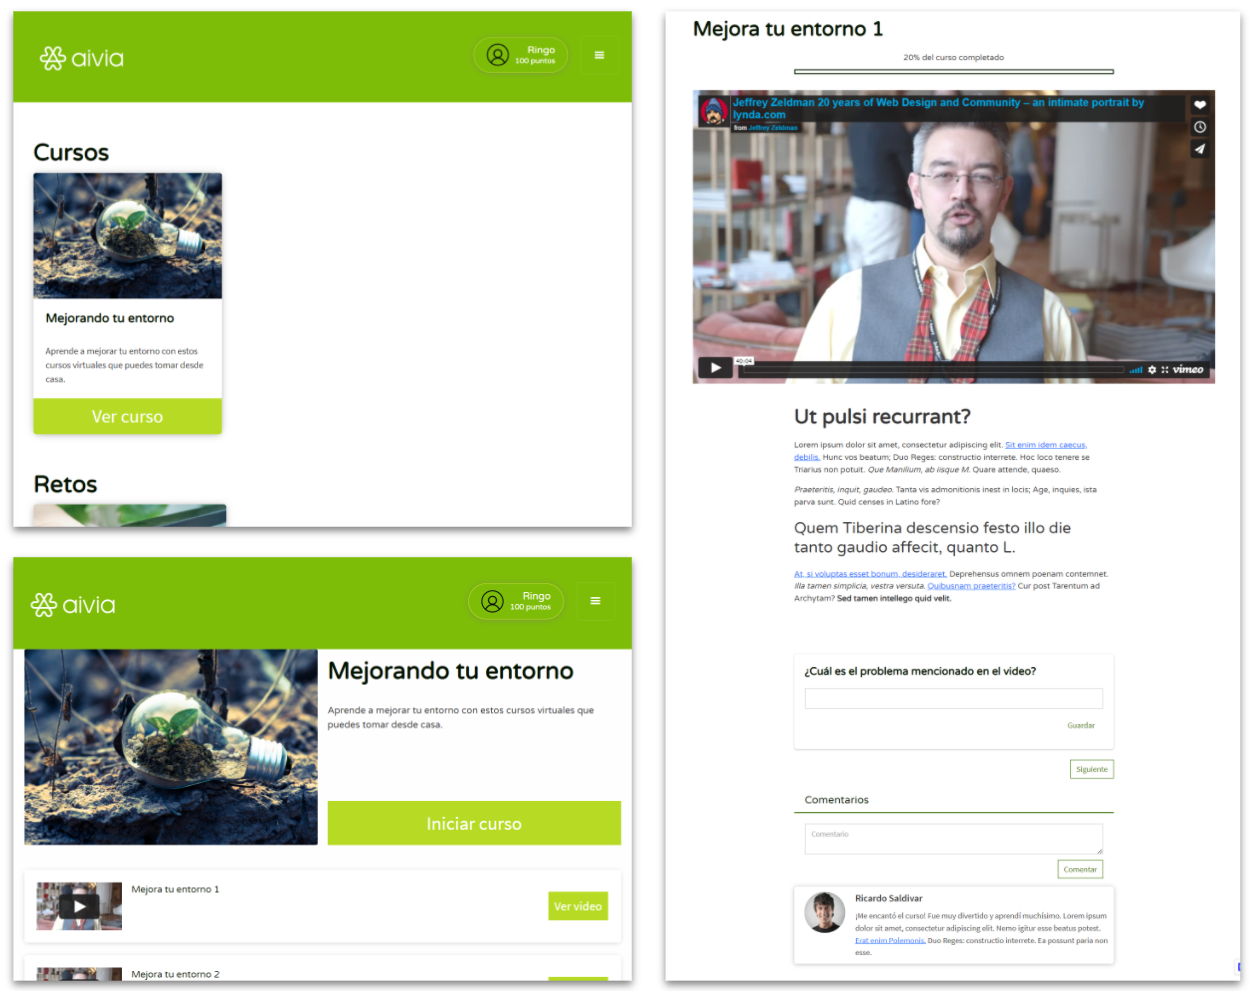 aivia
Ringo
100 puntos
Cursos
Mejorando tu entorno
Aprende a mejorar tu entorno con estos
cursos virtuales que puedes tomar desde
casa.
Ver curso
Retos
aivia
Ringo
100 puntos
Mejorando tu entorno
Aprende a mejorar tu entorno con estos cursos virtuales que
puedes tomar desde casa.
Iniciar curso
Mejora tu entorno 1
Ver video
Mejora tu entorno 2
Mejora tu entorno 1
20% del curso completado
Jeffrey Zeldman 20 years of Web Design and Community – an intimate portrait by
lynda.com
from Jeffrey Zeldman
40:04
vimeo
Ut pulsi recurrant?
Lorem ipsum dolor sit amet, consectetur adipiscing elit. Sit enim idem caecus,
debilis. Hunc vos beatum; Duo Reges: constructio interrete. Hoc loco tenere se
Triarius non potuit. Que Manilium, ab iisque M. Quare attende, quaeso.
Praeteritis, inquit, gaudeo. Tanta vis admonitionis inest in locis; Age, inquies, ista
parva sunt. Quid censes in Latino fore?
Quem Tiberina descensio festo illo die
tanto gaudio affecit, quanto L.
At, si voluptas esset bonum, desideraret. Deprehensus omnem poenam contemnet.
Illa tamen simplicia, vestra versuta. Quibusnam praeteritis? Cur post Tarentum ad
Archytam? Sed tamen intellego quid velit.
¿Cuál es el problema mencionado en el video?
Guardar
Siguiente
Comentarios
Comentario
Comentar
Ricardo Saldivar
¡Me encantó el curso! Fue muy divertido y aprendí muchísimo. Lorem ipsum
dolor sit amet, consectetur adipiscing elit. Nemo igitur esse beatus potest.
Erat enim Polemonis. Duo Reges: constructio interrete. Ea possunt paria non
esse.